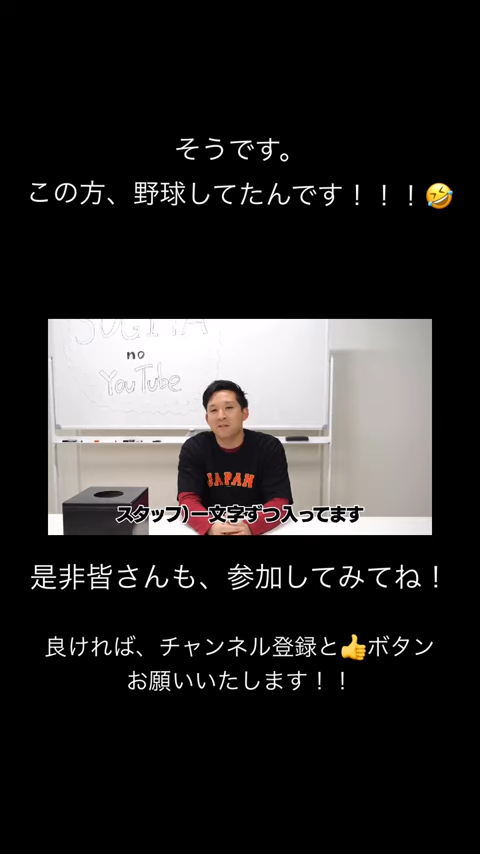 そうです。
この方、野球してたんです！！！🤣
SUGIYA
no
YouTube
JAPAN
スタッフ)一文字ずつ入ってます
是非皆さんも、参加してみてね！
良ければ、チャンネル登録と👍ボタン
お願いいたします！！